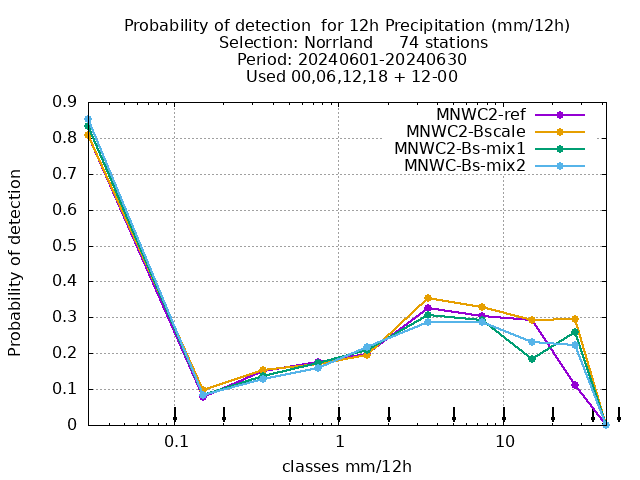 Probability of detection  for 12h Precipitation (mm/12h)
Selection: Norrland     74 stations
Period: 20240601-20240630
Used 00,06,12,18 + 12-00
MNWC2-ref
MNWC2-Bscale
MNWC2-Bs-mix1
MNWC-Bs-mix2
Probability of detection
0.9
0.8
0.7
0.6
0.5
0.4
0.3
0.2
0.1
0
0.1 1 10
classes mm/12h